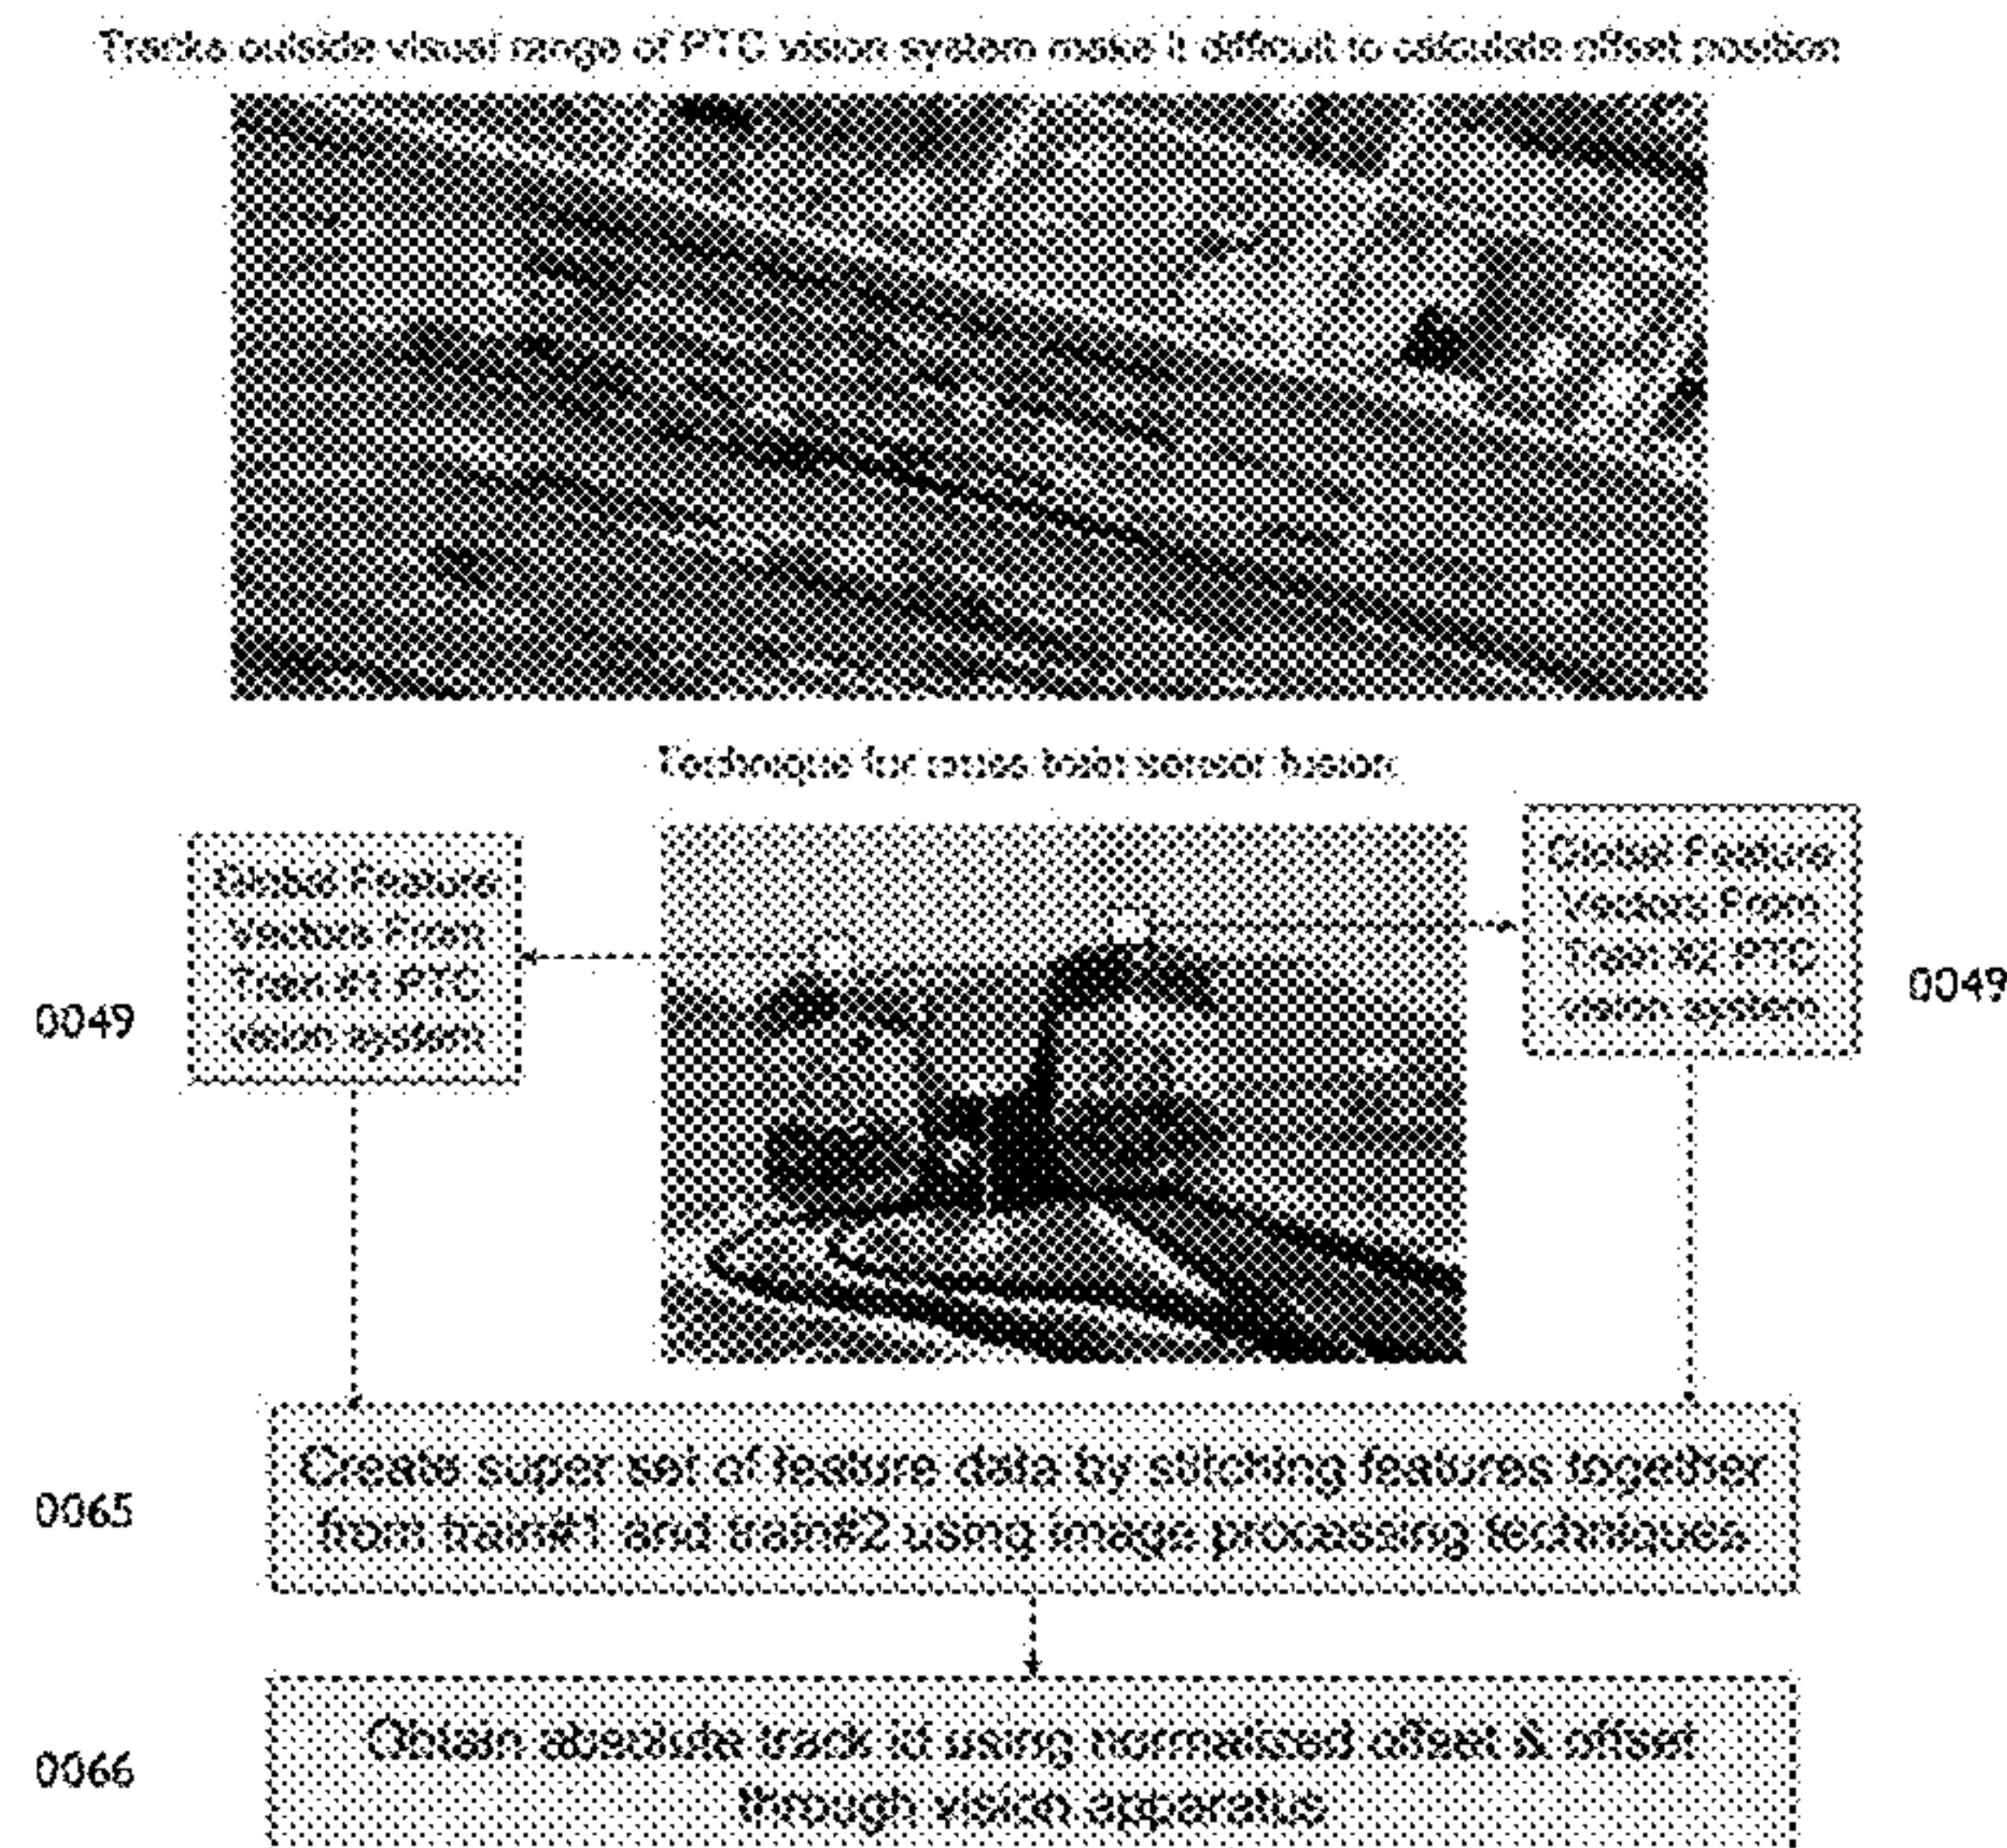 Tracks outside visual range of PTC vision system make it difficult to calculate offset position
Technique for cross train sensor fusion
Global Feature
Vectors From
Train #1 PTC
vision system
0049
Global Feature
Vectors From
Train #2 PTC
vision system
0049
Create super set of feature data by stitching features together
from train#1 and train#2 using image processing techniques
0065
Obtain absolute track id using normalized offset & offset
through vision apparatus
0066